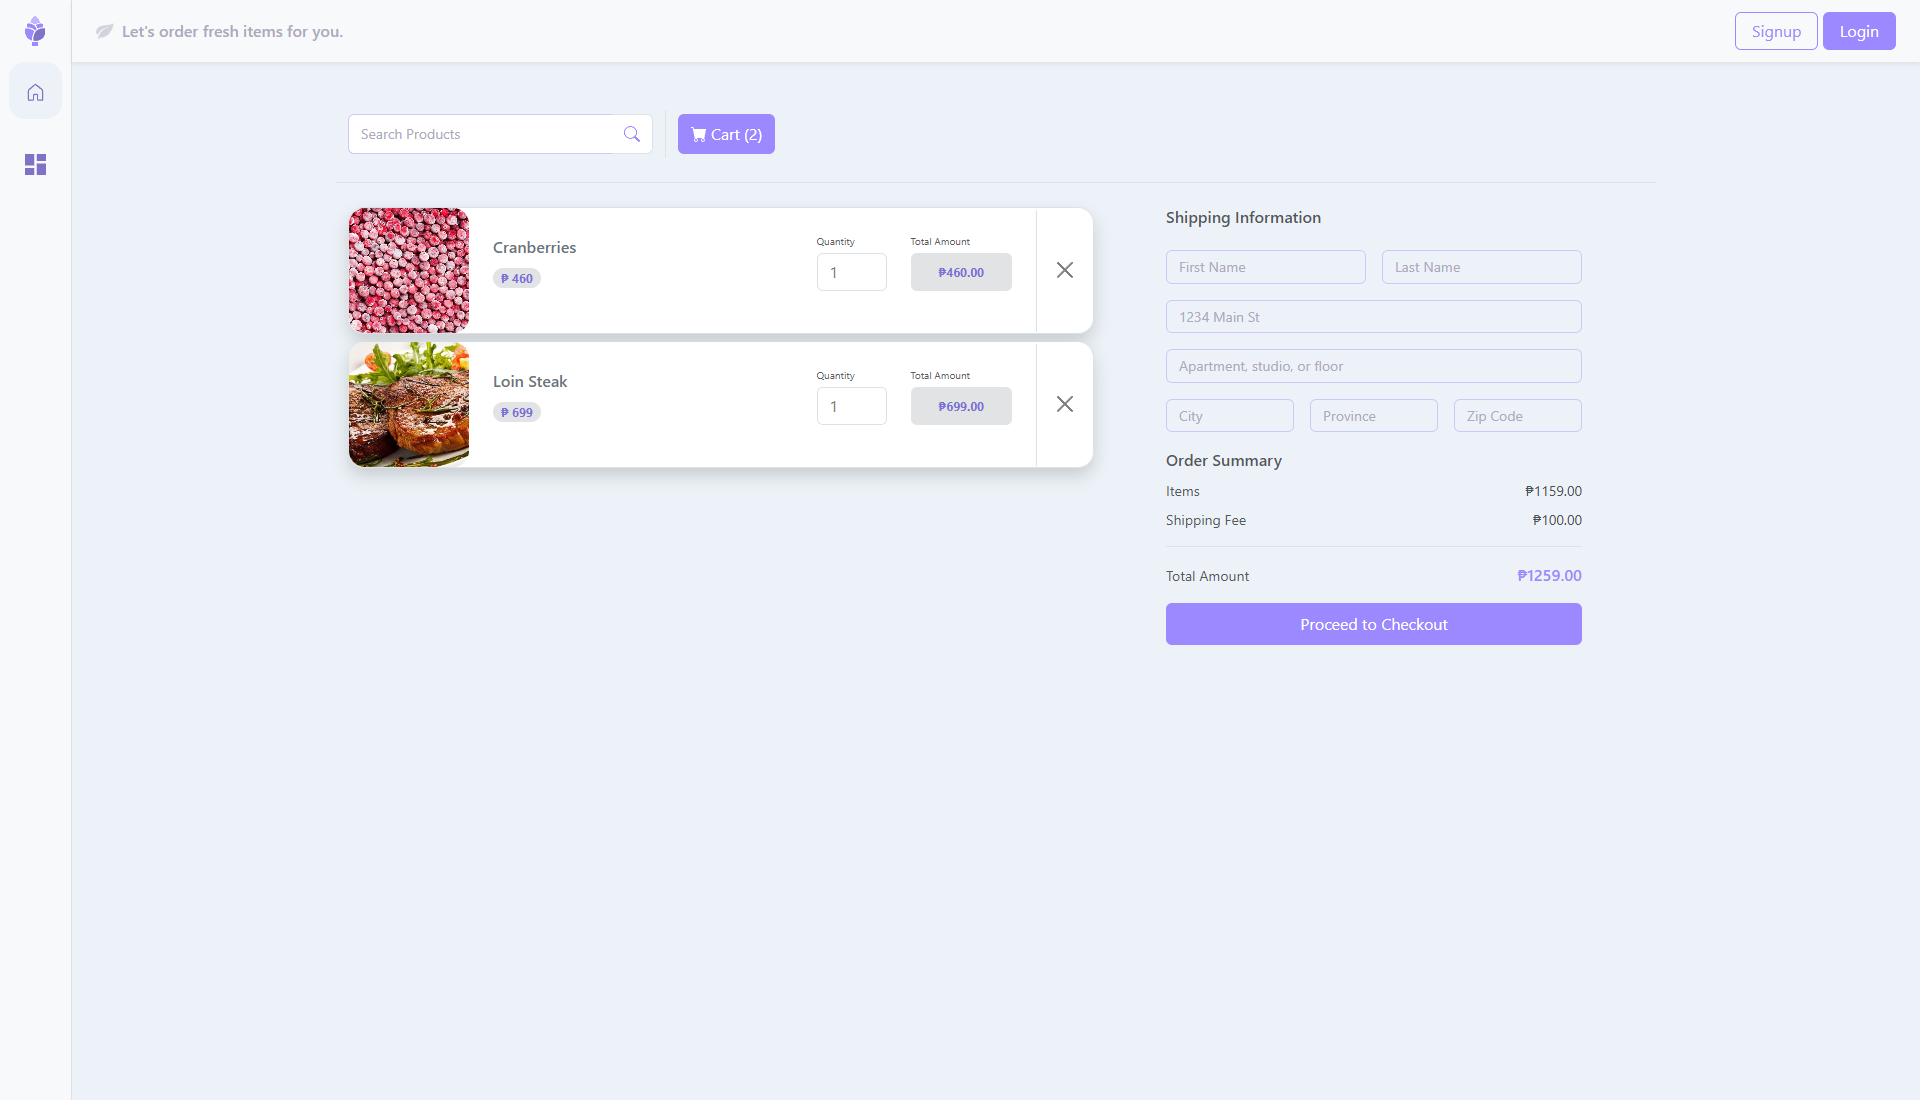 Let's order fresh items for you.
Signup
Login
Search Products
Cart (2)
Cranberries
₱ 460
Quantity
1
Total Amount
₱460.00
Loin Steak
₱ 699
Quantity
1
Total Amount
₱699.00
Shipping Information
First Name
Last Name
1234 Main St
Apartment, studio, or floor
City
Province
Zip Code
Order Summary
Items
₱1159.00
Shipping Fee
₱100.00
Total Amount
₱1259.00
Proceed to Checkout